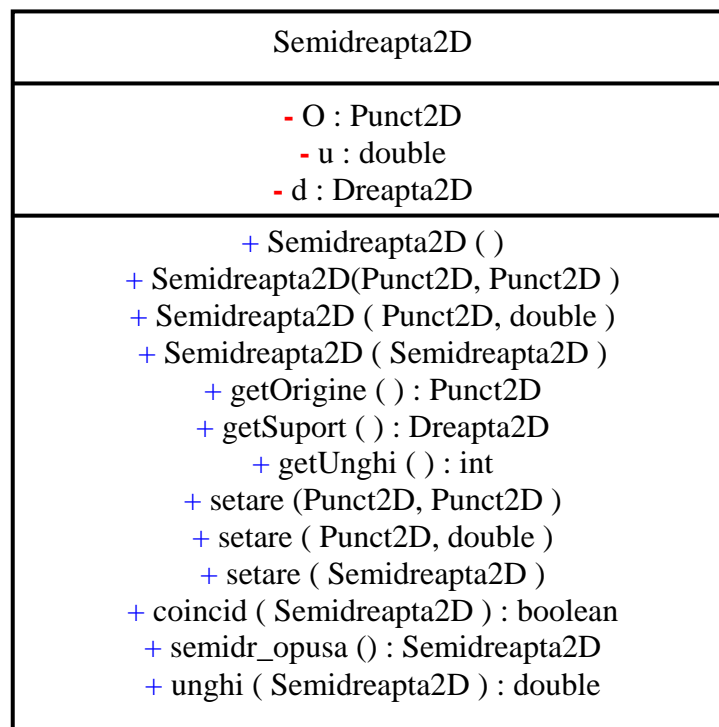 Semidreapta2D
- O : Punct2D
- u : double
- d : Dreapta2D
+ Semidreapta2D ( )
+ Semidreapta2D(Punct2D, Punct2D )
+ Semidreapta2D ( Punct2D, double )
+ Semidreapta2D ( Semidreapta2D )
+ getOrigine ( ) : Punct2D
+ getSuport ( ) : Dreapta2D
+ getUnghi ( ) : int
+ setare (Punct2D, Punct2D )
+ setare ( Punct2D, double )
+ setare ( Semidreapta2D )
+ coincid ( Semidreapta2D ) : boolean
+ semidr_opusa () : Semidreapta2D
+ unghi ( Semidreapta2D ) : double